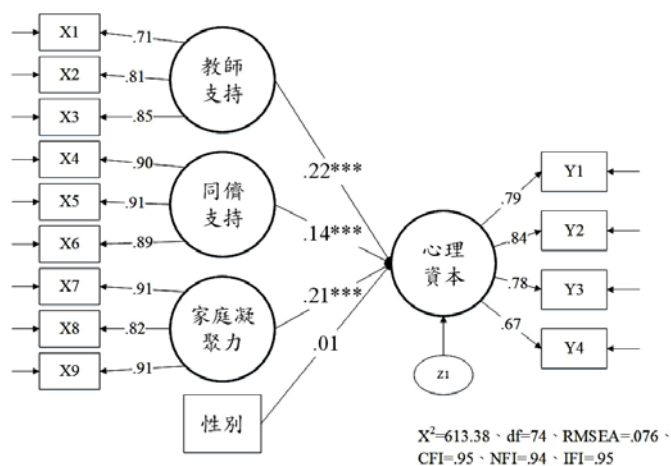 X1
.71
X2
.81
X3
.85
教師
支持
X4
.90
X5
.91
X6
.89
同儕
支持
X7
.91
X8
.82
X9
.91
家庭凝
聚力
性別
.22***
.14***
.21***
.01
心理
資本
z1
.79
Y1
.84
Y2
.78
Y3
.67
Y4
X²=613.38、df=74、RMSEA=.076、
CFI=.95、NFI=.94、IFI=.95